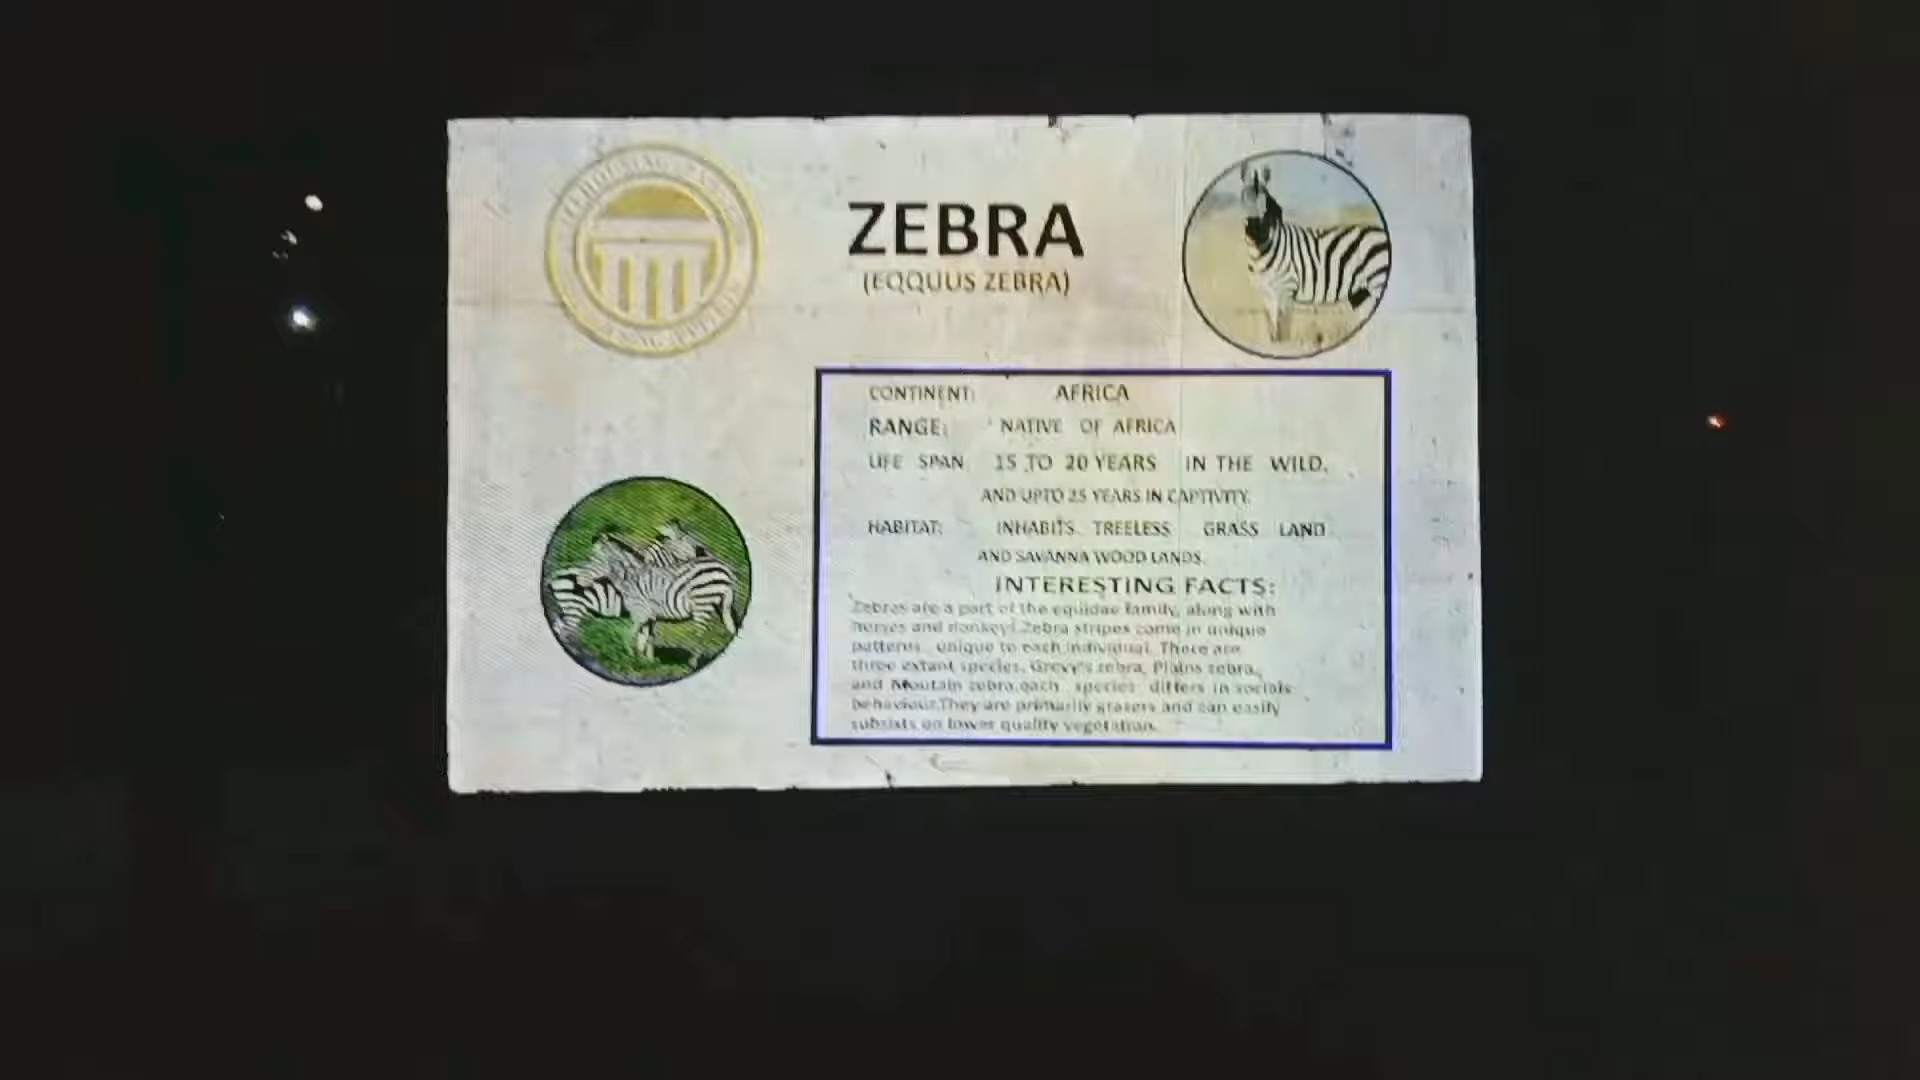 ZEBRA
(EQQUUS ZEBRA)
CONTINENT: AFRICA
RANGE: NATIVE OF AFRICA
LIFE SPAN 15 TO 20 YEARS IN THE WILD.
AND UPTO 25 YEARS IN CAPTIVITY.
HABITAT: INHABITS TREELESS GRASS LAND
AND SAVANNA WOOD LANDS.
INTERESTING FACTS:
Zebras are a part of the equidae family, along with
horses and donkeys.Zebra stripes come in unique
patterns, unique to each individual. There are
three extant species. Grevy's zebra, Plains zebra,
and Moutain zebra.each species differs in socials
behaviour.They are primarily grazers and can easily
subsists on lower quality vegetation.